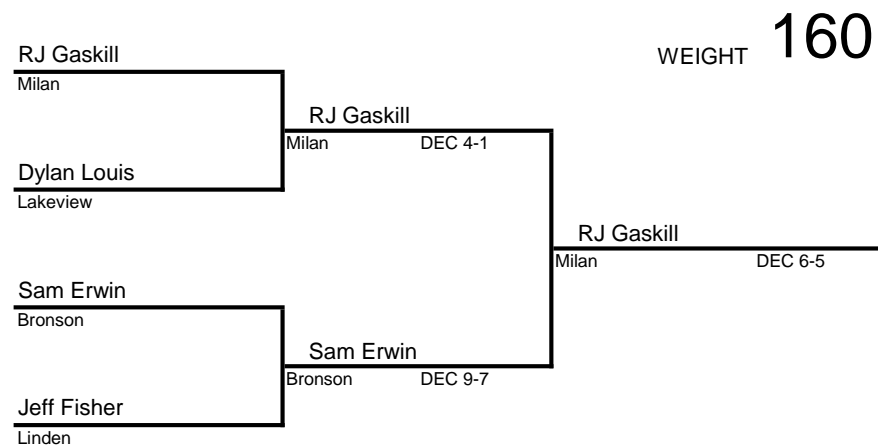 WEIGHT 160
RJ Gaskill
Milan
RJ Gaskill
Milan DEC 4-1
Dylan Louis
Lakeview
RJ Gaskill
Milan DEC 6-5
Sam Erwin
Bronson
Sam Erwin
Bronson DEC 9-7
Jeff Fisher
Linden